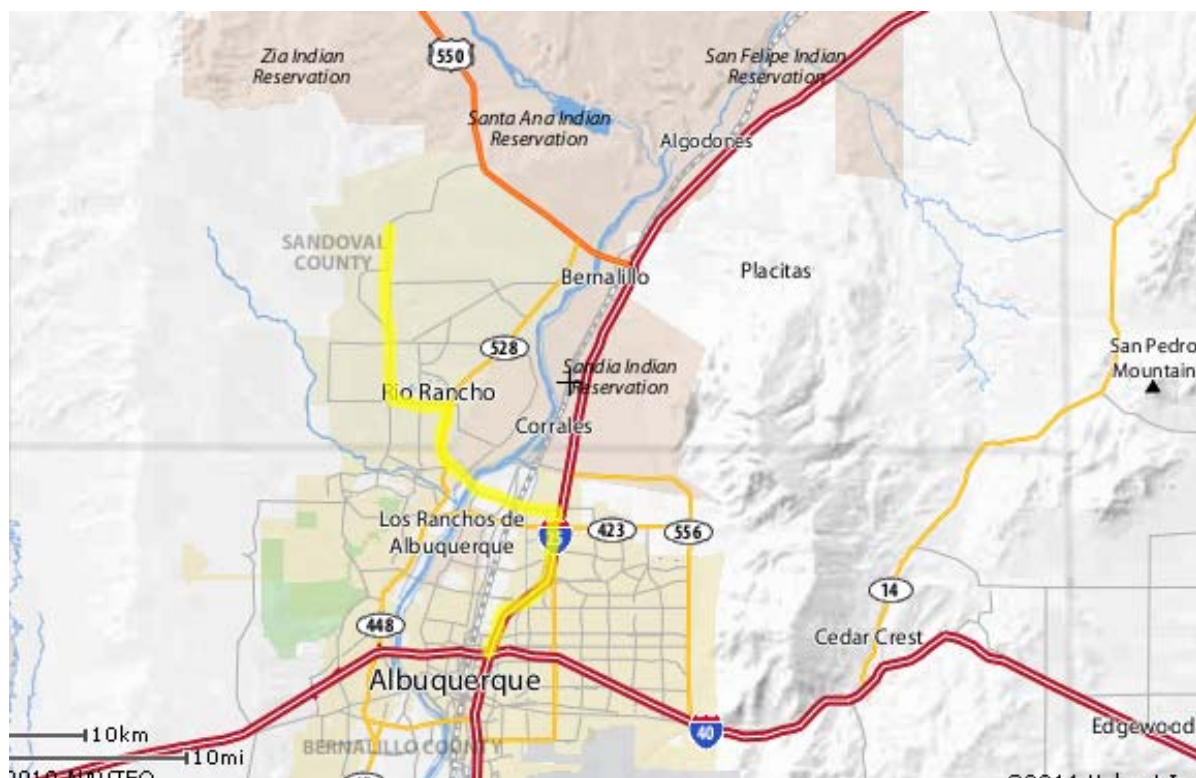 Zia Indian
Reservation
550
San Felipe Indian
Reservation
Santa Ana Indian
Reservation
Algodones
SANDOVAL
COUNTY
Bernalillo
Placitas
528
Sandia Indian
Reservation
San Pedro
Mountain
Rio Rancho
Corrales
Los Ranchos de
Albuquerque
25
423
556
14
448
Cedar Crest
Albuquerque
40
Edgewood
10km
BERNALILLO COUNTY
10mi